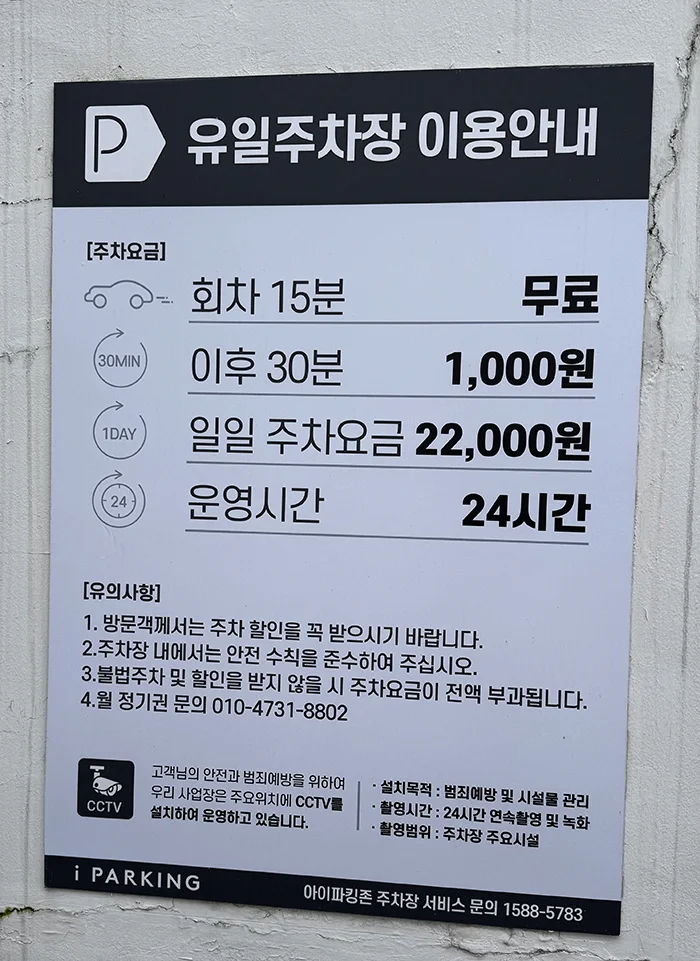 P 유일주차장 이용안내
[주차요금]
회차 15분 무료
30MIN 이후 30분 1,000원
1DAY 일일 주차요금 22,000원
24 운영시간 24시간
[유의사항]
1. 방문객께서는 주차 할인을 꼭 받으시기 바랍니다.
2.주차장 내에서는 안전 수칙을 준수하여 주십시오.
3.불법주차 및 할인을 받지 않을 시 주차요금이 전액 부과됩니다.
4.월 정기권 문의 010-4731-8802
CCTV
고객님의 안전과 범죄예방을 위하여
우리 사업장은 주요위치에 CCTV를
설치하여 운영하고 있습니다.
· 설치목적 : 범죄예방 및 시설물 관리
· 촬영시간 : 24시간 연속촬영 및 녹화
· 촬영범위 : 주차장 주요시설
i PARKING
아이파킹존 주차장 서비스 문의 1588-5783